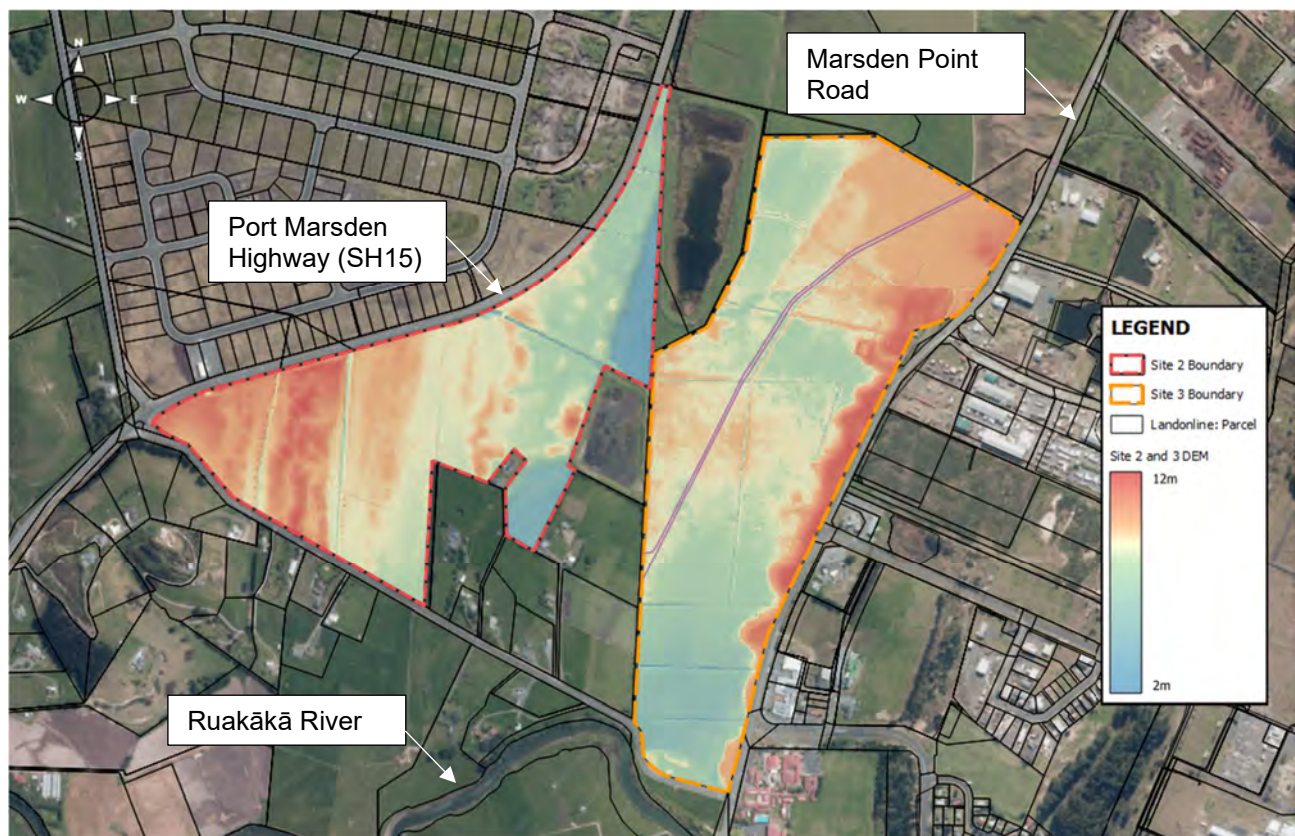 N
W
E
S
Marsden Point
Road
Port Marsden
Highway (SH15)
LEGEND
Site 2 Boundary
Site 3 Boundary
Landonline: Parcel
Site 2 and 3 DEM
12m
2m
Ruakākā River